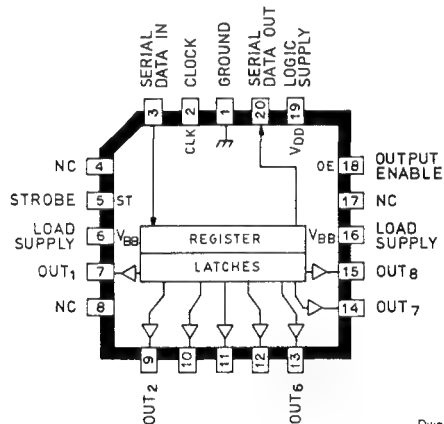 SERIAL DATA IN
CLOCK
GROUND
SERIAL DATA OUT
LOGIC SUPPLY
3
2
1
20
19
CLK
VDD
NC
4
OE
18
OUTPUT ENABLE
STROBE
5
ST
17
NC
LOAD SUPPLY
6
VBB
REGISTER
VBB
16
LOAD SUPPLY
OUT1
7
LATCHES
15
OUT8
NC
8
14
OUT7
9
10
11
12
13
OUT2
OUT6